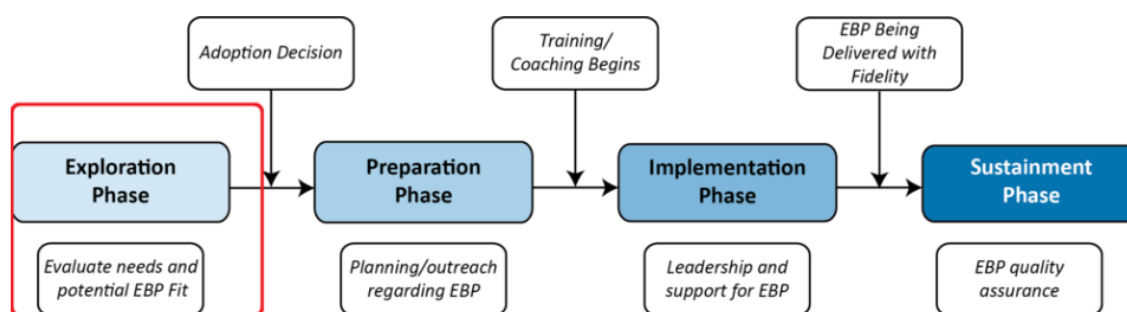 Adoption Decision
Training/
Coaching Begins
EBP Being
Delivered with
Fidelity
Exploration
Phase
Preparation
Phase
Implementation
Phase
Sustainment
Phase
Evaluate needs and
potential EBP Fit
Planning/outreach
regarding EBP
Leadership and
support for EBP
EBP quality
assurance